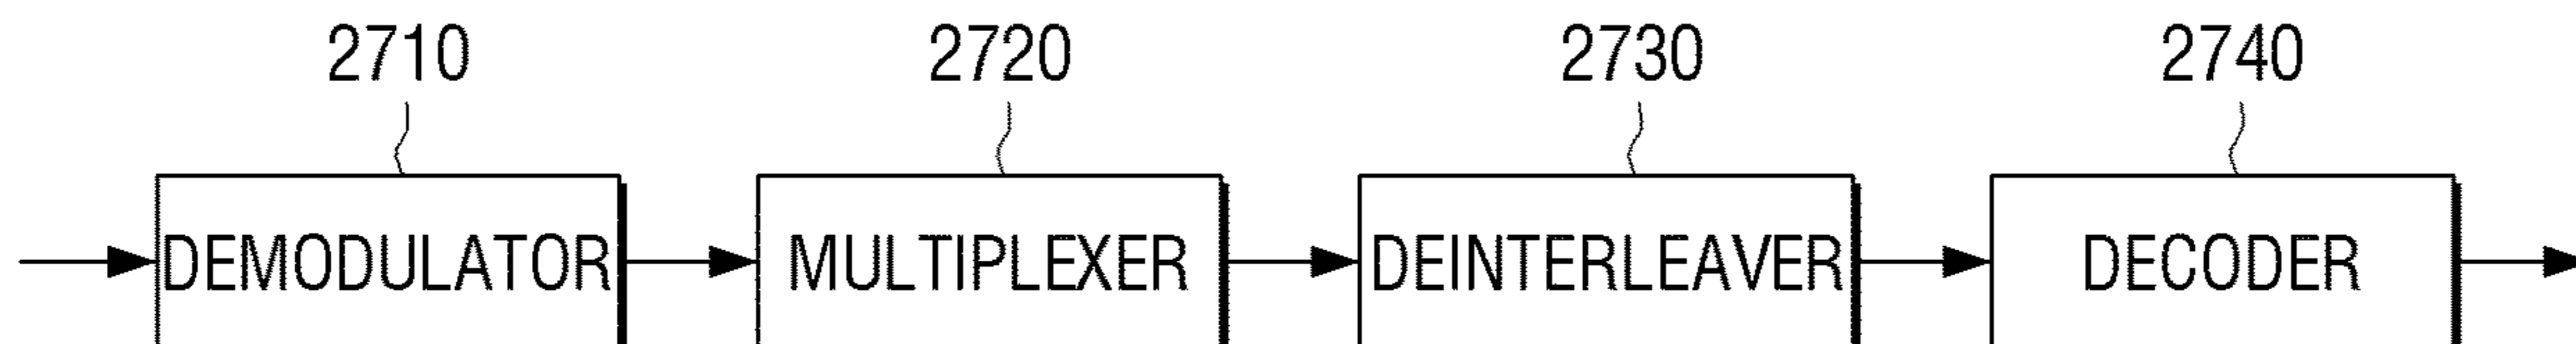 2710 2720 2730 2740
DEMODULATOR MULTIPLEXER DEINTERLEAVER DECODER